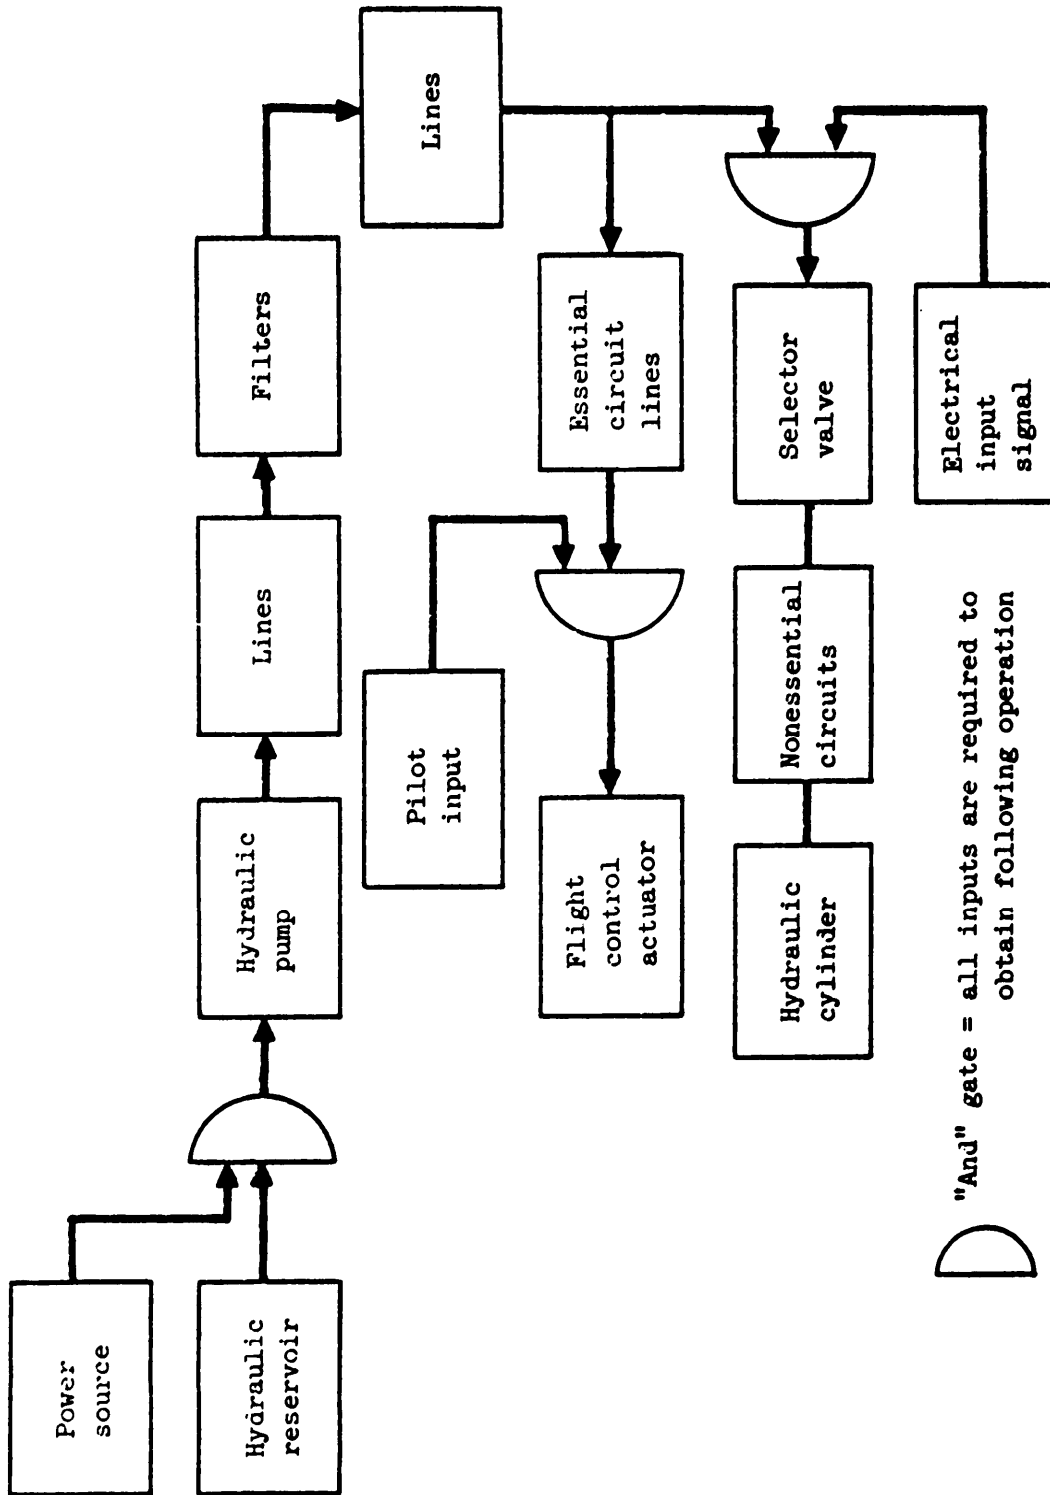 Power
source
Hydraulic
reservoir
Hydraulic
pump
Lines
Filters
Lines
Pilot
input
Flight
control
actuator
Essential
circuit
lines
Hydraulic
cylinder
Nonessential
circuits
Selector
valve
Electrical
input
signal
"And" gate = all inputs are required to
obtain following operation